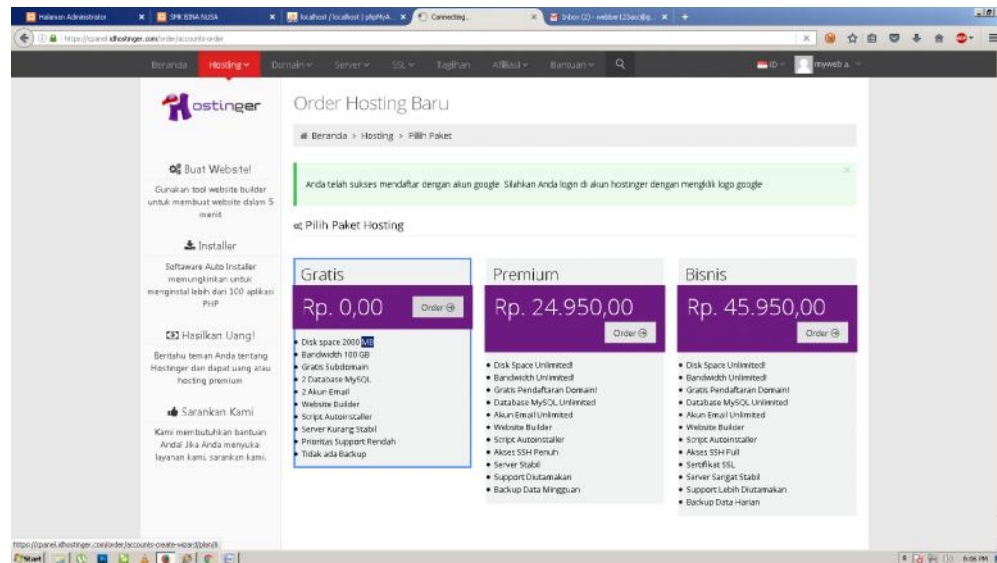 Halaman Administrator
SMK BINA NUSA
localhost / localhost | phpMyA...
Connecting...
Inbox (2) - webber123acc@g...
https://cpanel.idhostinger.com/order/accounts-order
Beranda Hosting Domain Server SSL Tagihan Afiliasi Bantuan ID myweb a.
Hostinger
Order Hosting Baru
Beranda > Hosting > Pilih Paket
Anda telah sukses mendaftar dengan akun google. Silahkan Anda login di akun hostinger dengan mengklik logo google
Buat Website!
Gunakan tool website builder
untuk membuat website dalam 5
menit
Installer
Software Auto Installer
memungkinkan untuk
menginstal lebih dari 100 aplikasi
PHP
Hasilkan Uang!
Beritahu teman Anda tentang
Hostinger dan dapat uang atau
hosting premium
Sarankan Kami
Kami membutuhkan bantuan
Anda! Jika Anda menyukai
layanan kami, sarankan kami.
Pilih Paket Hosting
Gratis
Rp. 0,00
Order
Disk space 2000 MB
Bandwidth 100 GB
Gratis Subdomain
2 Database MySQL
2 Akun Email
Website Builder
Script Autoinstaller
Server Kurang Stabil
Prioritas Support Rendah
Tidak ada Backup
Premium
Rp. 24.950,00
Order
Disk Space Unlimited!
Bandwidth Unlimited!
Gratis Pendaftaran Domain!
Database MySQL Unlimited
Akun Email Unlimited
Website Builder
Script Autoinstaller
Akses SSH Penuh
Server Stabil
Support Diutamakan
Backup Data Mingguan
Bisnis
Rp. 45.950,00
Order
Disk Space Unlimited!
Bandwidth Unlimited!
Gratis Pendaftaran Domain!
Database MySQL Unlimited
Akun Email Unlimited
Website Builder
Script Autoinstaller
Akses SSH Full
Sertifikat SSL
Server Sangat Stabil
Support Lebih Diutamakan
Backup Data Harian
https://cpanel.idhostinger.com/order/accounts-create-wizard/plan/8
Start
6:06 PM